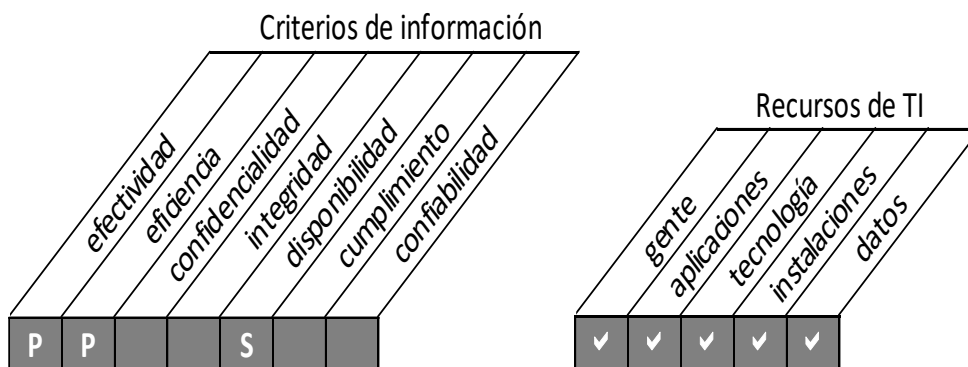 Criterios de información
efectividad
eficiencia
confidencialidad
integridad
disponibilidad
cumplimiento
confiabilidad
P P S
Recursos de TI
gente
aplicaciones
tecnología
instalaciones
datos
✓ ✓ ✓ ✓ ✓